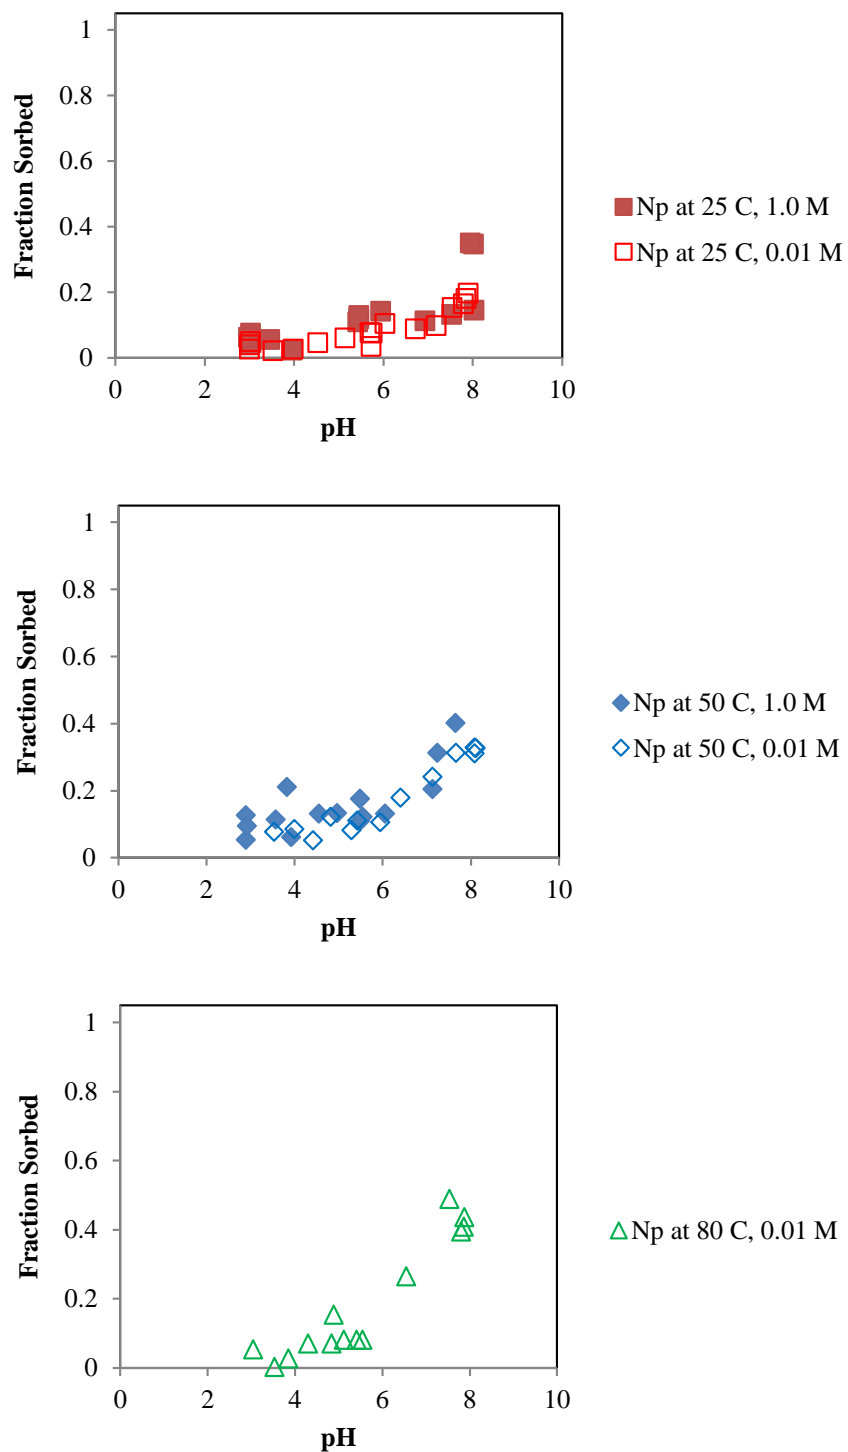 1
0.8
0.6
0.4
0.2
0
Fraction Sorbed
0 2 4 6 8 10
pH
Np at 25 C, 1.0 M
Np at 25 C, 0.01 M
1
0.8
0.6
0.4
0.2
0
Fraction Sorbed
0 2 4 6 8 10
pH
Np at 50 C, 1.0 M
Np at 50 C, 0.01 M
1
0.8
0.6
0.4
0.2
0
Fraction Sorbed
0 2 4 6 8 10
pH
Np at 80 C, 0.01 M